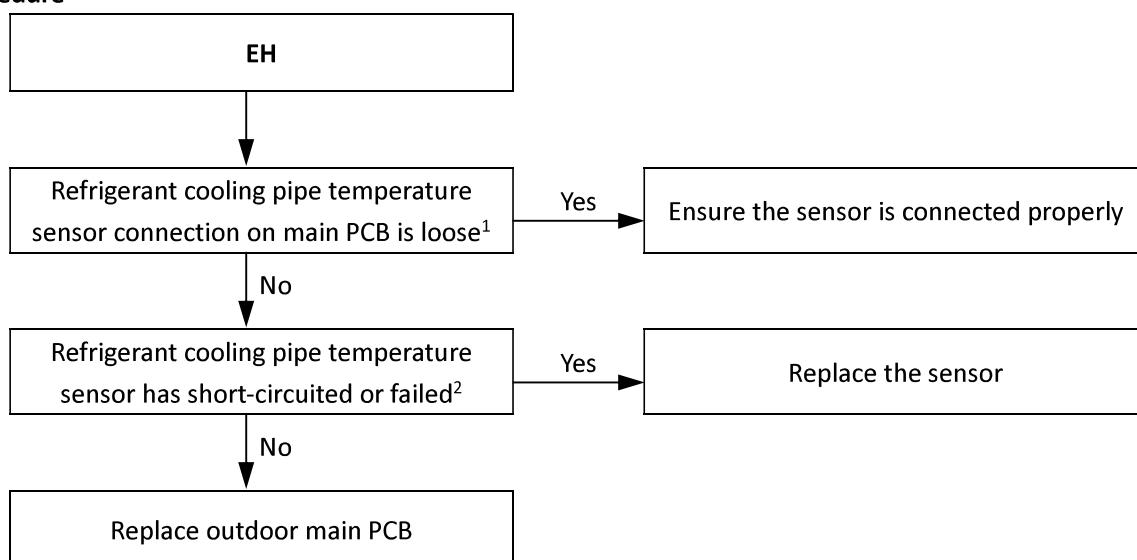 EH
Refrigerant cooling pipe temperature
sensor connection on main PCB is loose¹
Yes
Ensure the sensor is connected properly
No
Refrigerant cooling pipe temperature
sensor has short-circuited or failed²
Yes
Replace the sensor
No
Replace outdoor main PCB